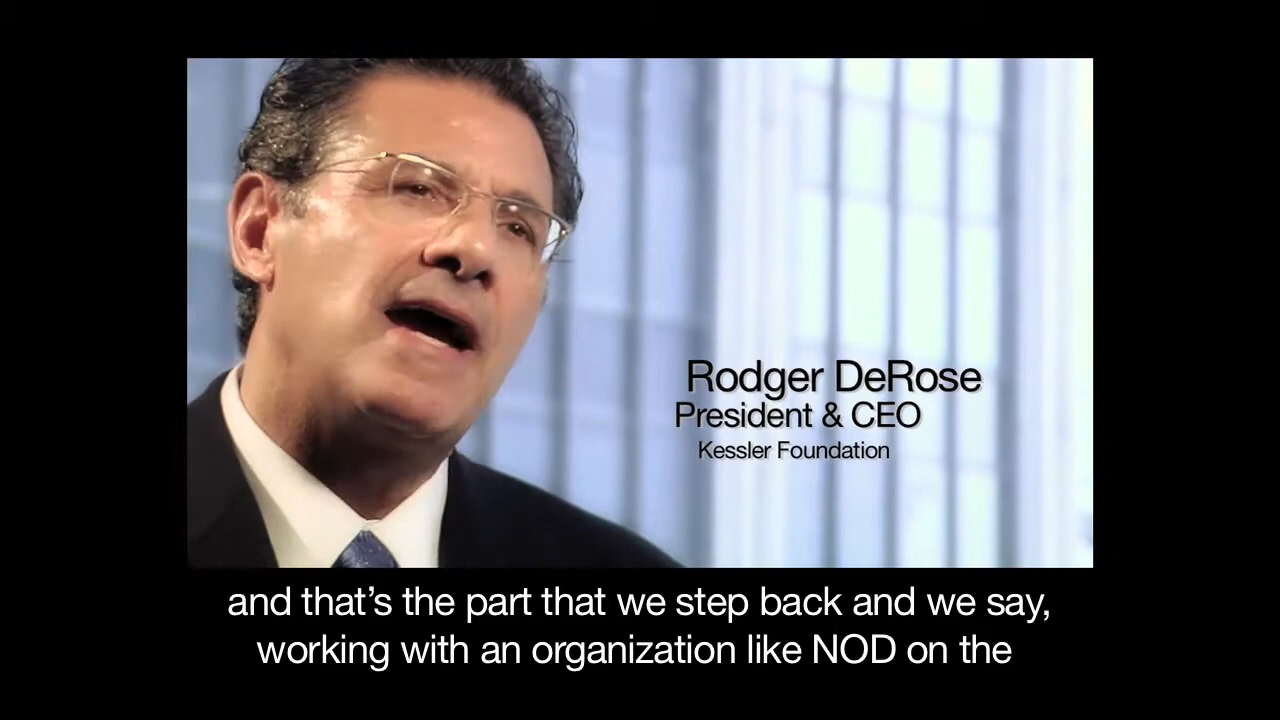 Rodger DeRose
President & CEO
Kessler Foundation
and that’s the part that we step back and we say,
working with an organization like NOD on the